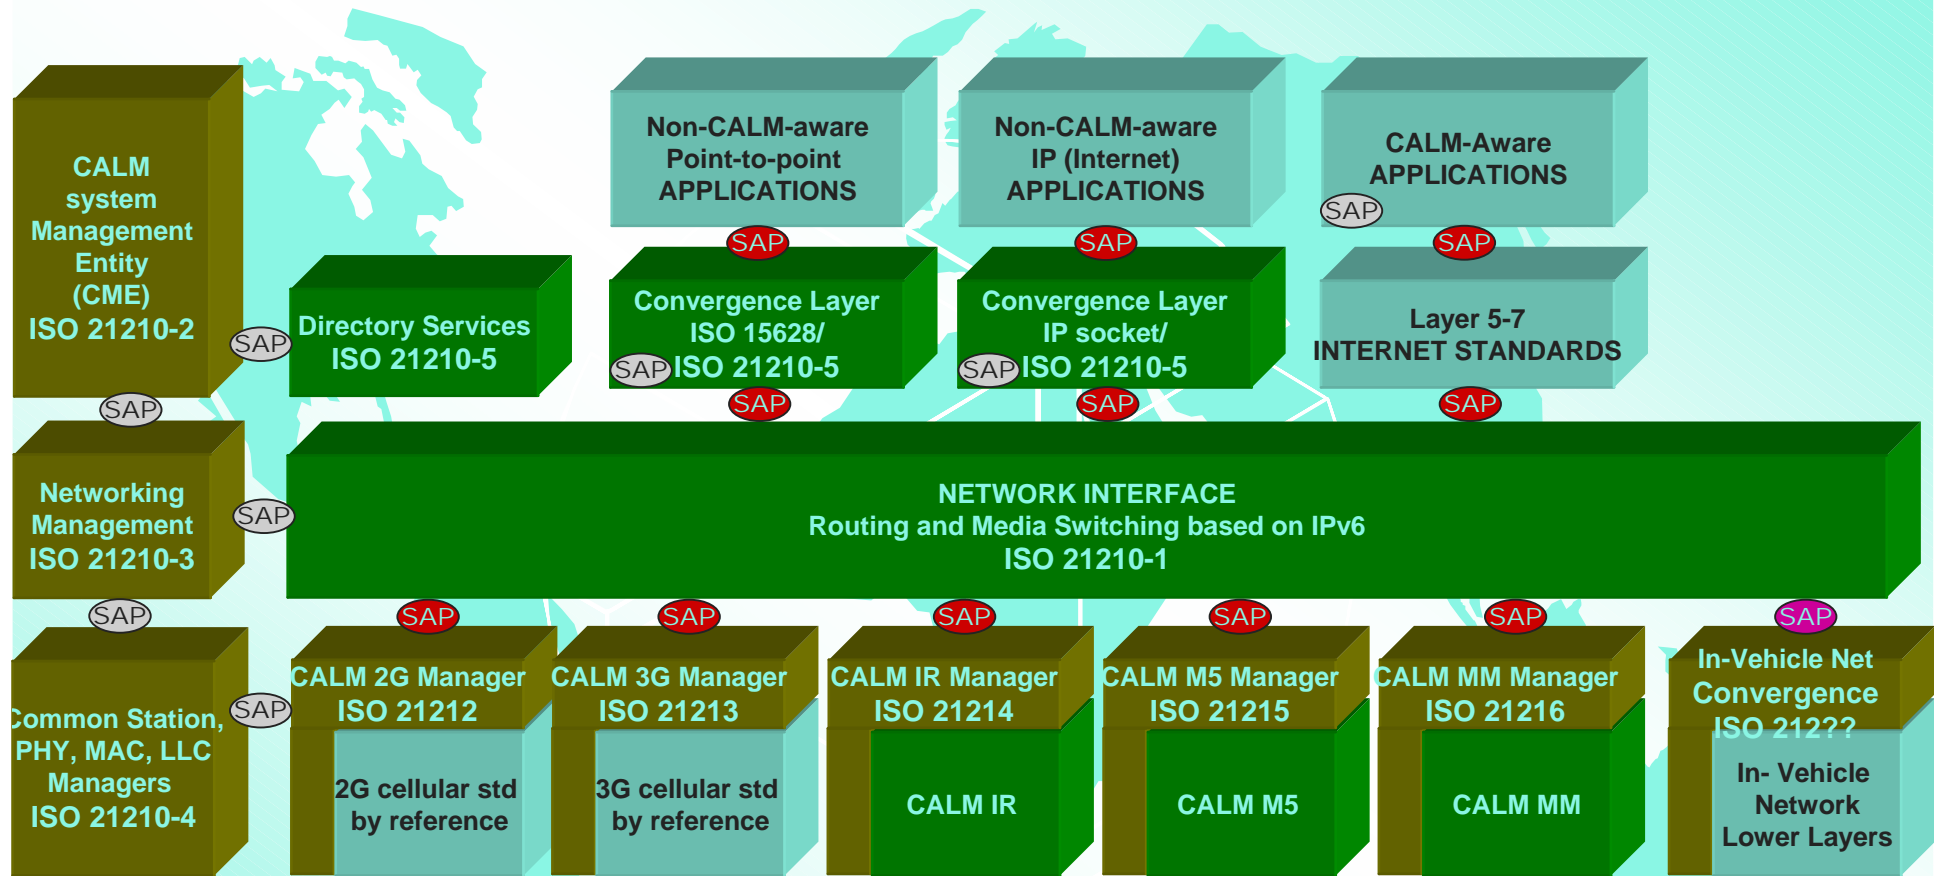 CALM
system
Management
Entity
(CME)
ISO 21210-2
SAP
Directory Services
ISO 21210-5
Non-CALM-aware
Point-to-point
APPLICATIONS
SAP
Convergence Layer
ISO 15628/
ISO 21210-5
SAP
SAP
Non-CALM-aware
IP (Internet)
APPLICATIONS
SAP
Convergence Layer
IP socket/
ISO 21210-5
SAP
SAP
CALM-Aware
APPLICATIONS
SAP
SAP
Layer 5-7
INTERNET STANDARDS
SAP
SAP
Networking
Management
ISO 21210-3
SAP
NETWORK INTERFACE
Routing and Media Switching based on IPv6
ISO 21210-1
SAP
SAP
SAP
SAP
SAP
SAP
SAP
Common Station,
PHY, MAC, LLC
Managers
ISO 21210-4
SAP
CALM 2G Manager
ISO 21212
2G cellular std
by reference
CALM 3G Manager
ISO 21213
3G cellular std
by reference
CALM IR Manager
ISO 21214
CALM IR
CALM M5 Manager
ISO 21215
CALM M5
CALM MM Manager
ISO 21216
CALM MM
In-Vehicle Net
Convergence
ISO 212??
In- Vehicle
Network
Lower Layers